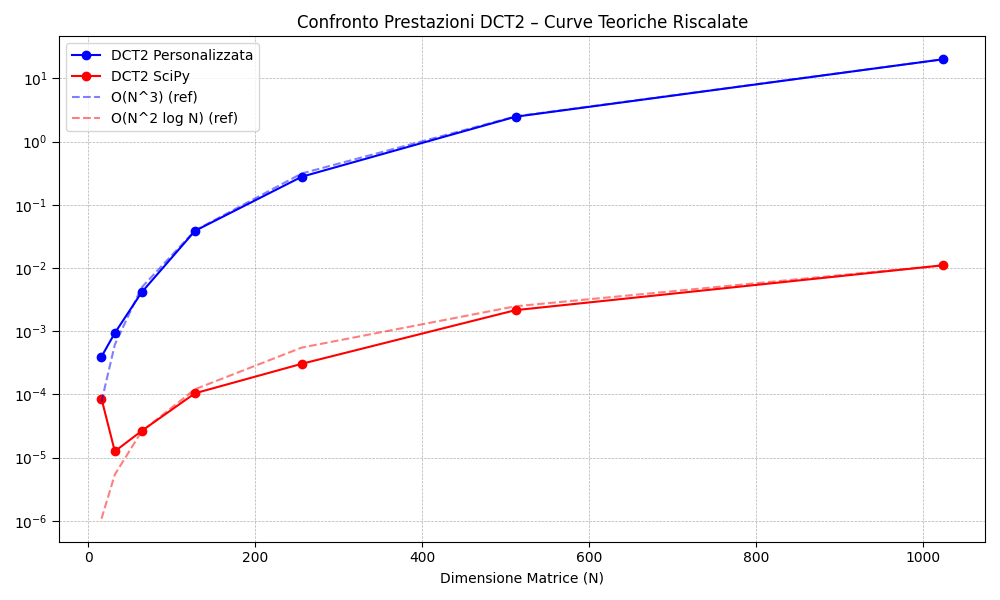 Confronto Prestazioni DCT2 – Curve Teoriche Riscalate
DCT2 Personalizzata
DCT2 SciPy
O(N^3) (ref)
O(N^2 log N) (ref)
10¹
10⁰
10⁻¹
10⁻²
10⁻³
10⁻⁴
10⁻⁵
10⁻⁶
0 200 400 600 800 1000
Dimensione Matrice (N)